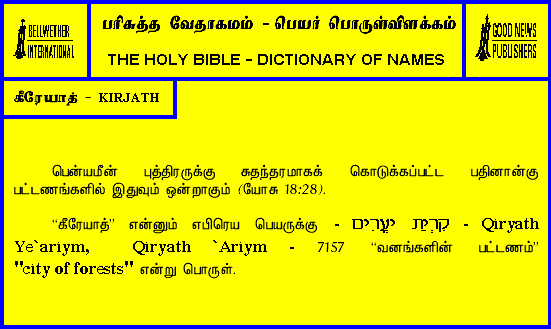 BELLWETHER
INTERNATIONAL
பரிசுத்த வேதாகமம் - பெயர் பொருள்விளக்கம்
THE HOLY BIBLE - DICTIONARY OF NAMES
GOOD NEWS
PUBLISHERS
கீரேயாத் - KIRJATH
பென்யமீன் புத்திரருக்கு சுதந்தரமாகக் கொடுக்கப்பட்ட பதினான்கு
பட்டணங்களில் இதுவும் ஒன்றாகும் (யோசு 18:28).
“கீரேயாத்” என்னும் எபிரெய பெயருக்கு - קִרְיַת יְעָרִים - Qiryath
Ye`ariym, Qiryath `Ariym - 7157 “வனங்களின் பட்டணம்”
"city of forests" என்று பொருள்.